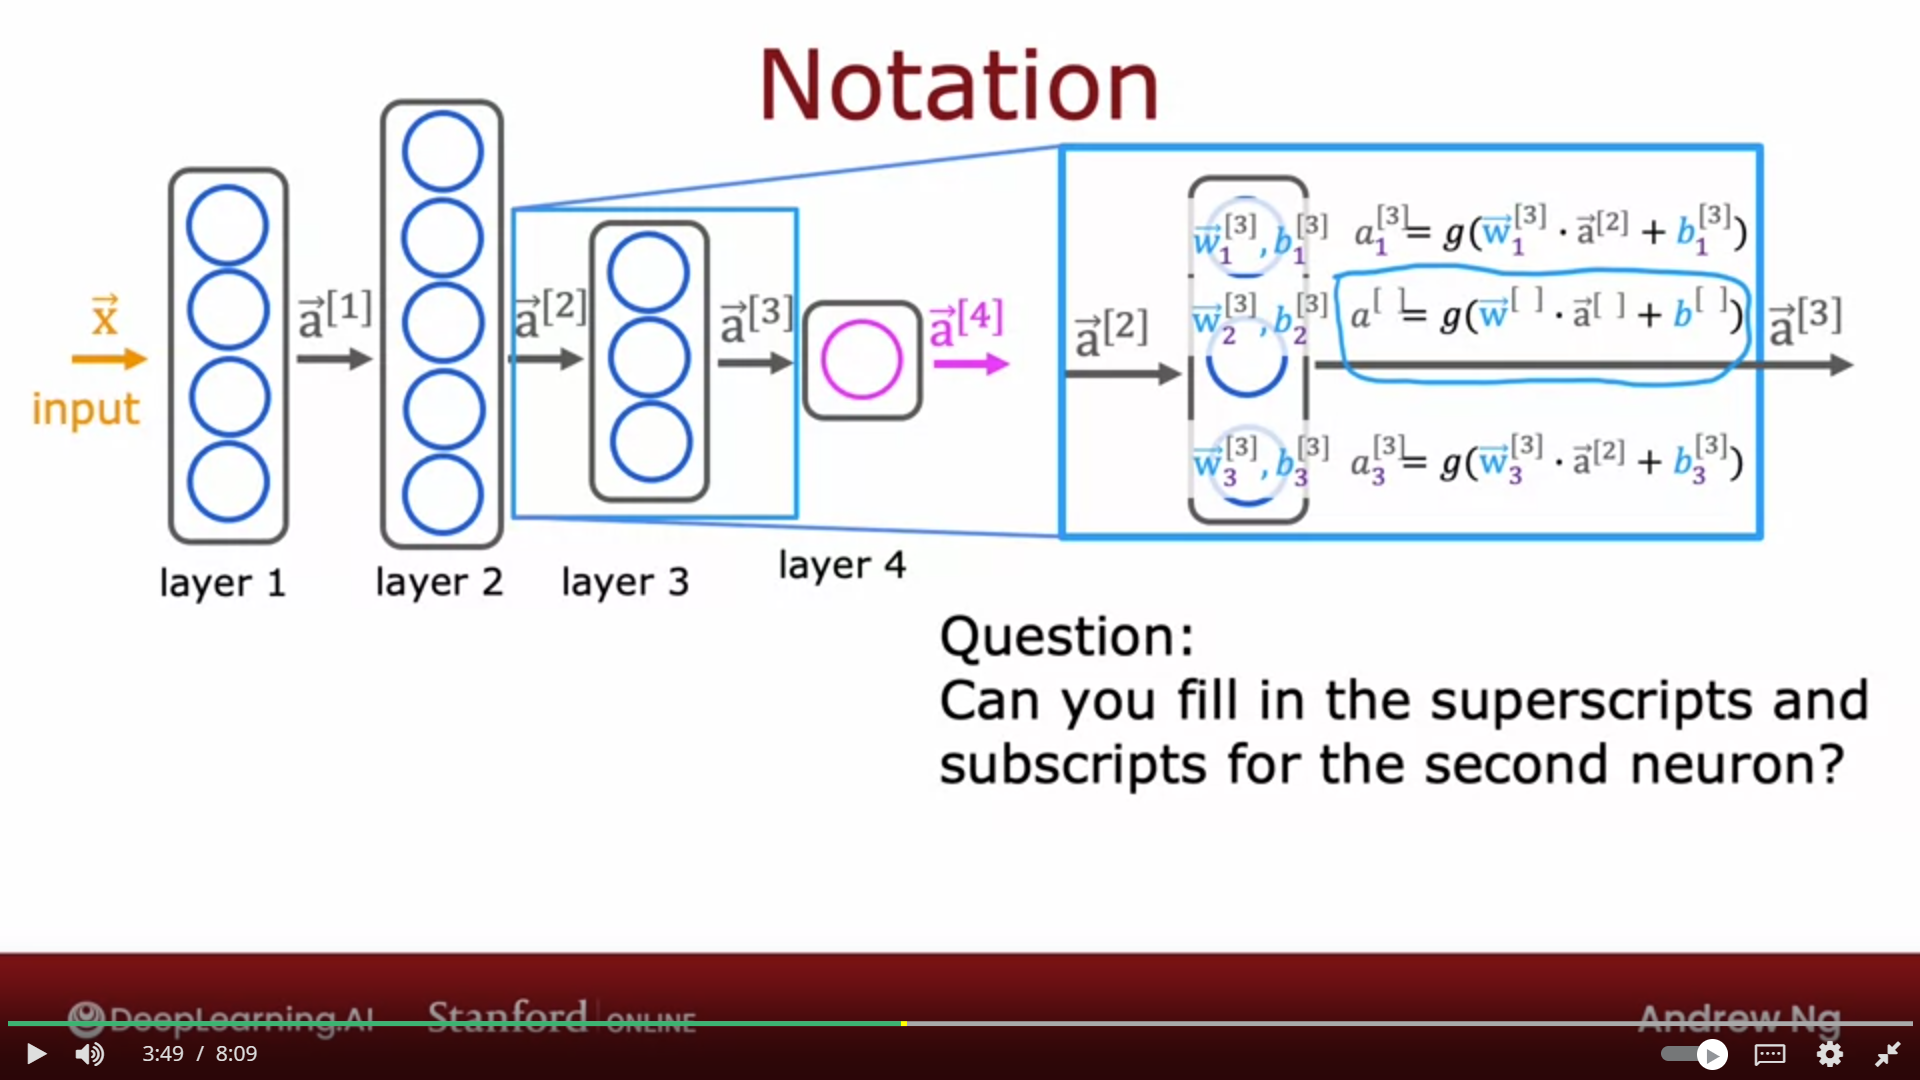 Notation
x⃗
input
a⃗[1]
a⃗[2]
a⃗[3]
a⃗[4]
layer 1
layer 2
layer 3
layer 4
a⃗[2]
w⃗1[3], b1[3]
w⃗2[3], b2[3]
w⃗3[3], b3[3]
a1[3] = g(w⃗1[3] · a⃗[2] + b1[3])
a[ ] = g(w⃗[ ] · a⃗[ ] + b[ ])
a3[3] = g(w⃗3[3] · a⃗[2] + b3[3])
a⃗[3]
Question:
Can you fill in the superscripts and
subscripts for the second neuron?
DeepLearning.AI
Stanford | ONLINE
Andrew Ng
3:49 / 8:09